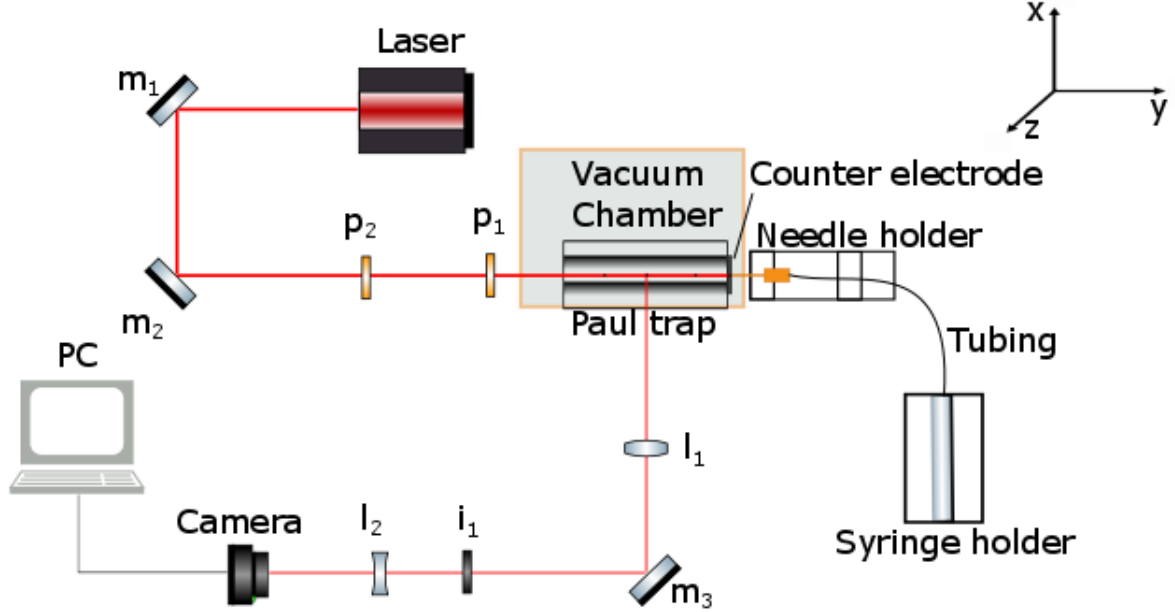 Laser
x
y
z
m₁
Vacuum
Chamber
Counter electrode
p₂
p₁
Needle holder
m₂
Paul trap
PC
Tubing
l₁
Camera
l₂
i₁
Syringe holder
m₃